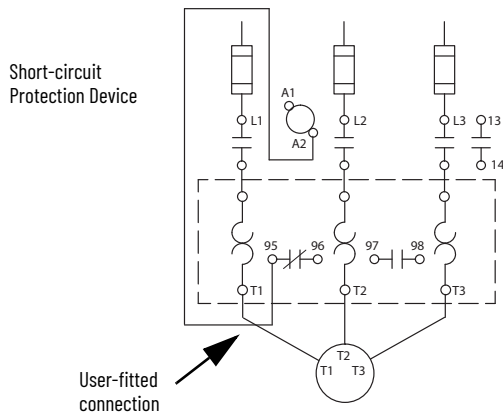 Short-circuit
Protection Device
A1
L1
A2
L2
L3
13
14
95
96
97
98
T1
T2
T3
T2
T1
T3
User-fitted
connection